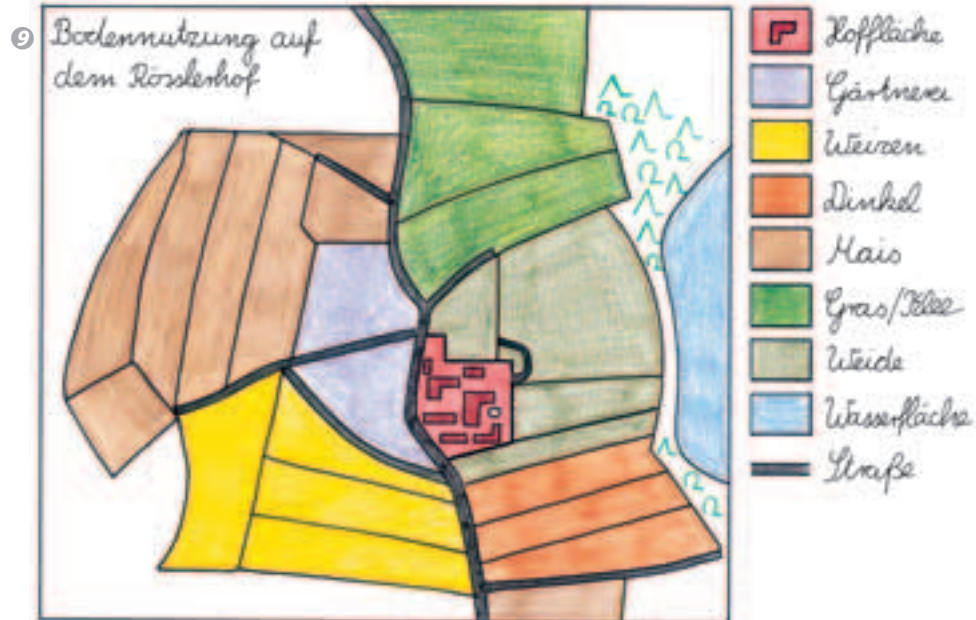 9 Bodennutzung auf
dem Rösslerhof
Hoffläche
Gärtnerei
Weizen
Dinkel
Mais
Gras/Klee
Weide
Wasserfläche
Straße